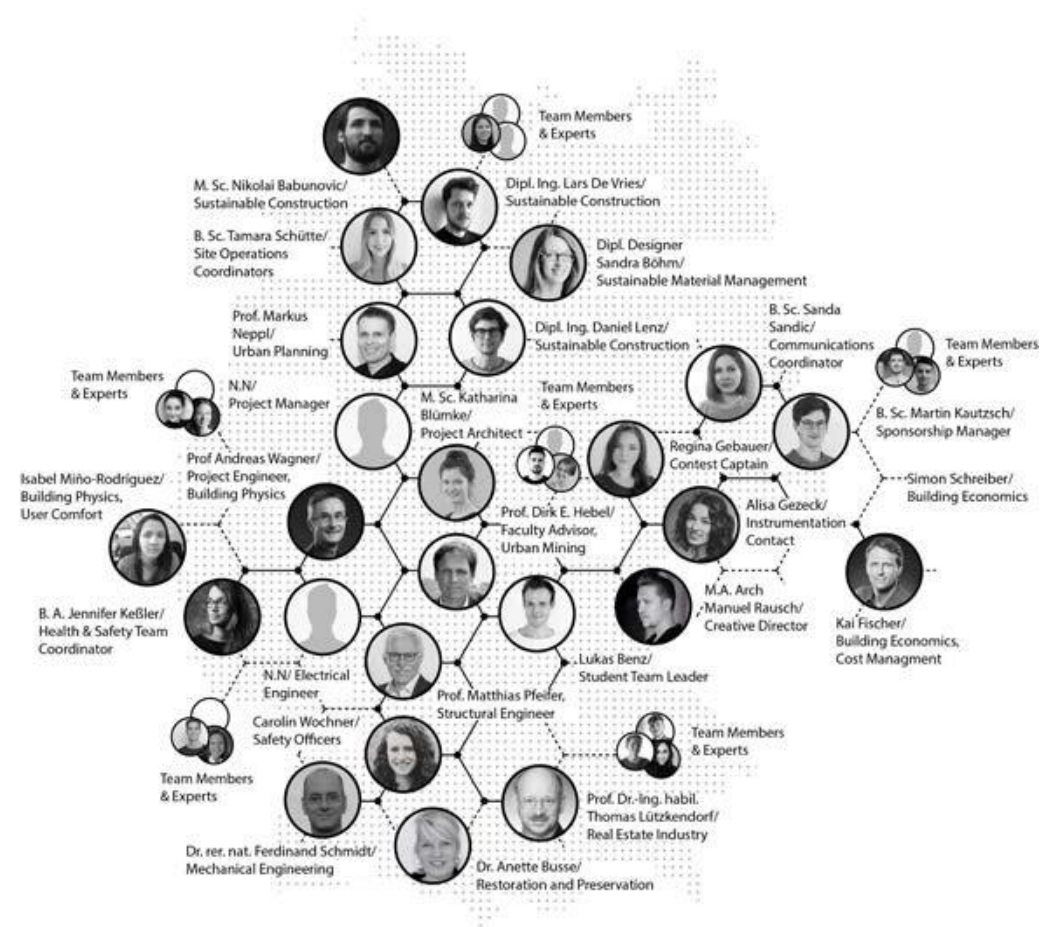 Team Members
& Experts
M. Sc. Nikolai Babunovic/
Sustainable Construction
Dipl. Ing. Lars De Vries/
Sustainable Construction
B. Sc. Tamara Schütte/
Site Operations
Coordinators
Dipl. Designer
Sandra Böhm/
Sustainable Material Management
Prof. Markus
Neppl/
Urban Planning
Dipl. Ing. Daniel Lenz/
Sustainable Construction
B. Sc. Sanda
Sandic/
Communications
Coordinator
Team Members
& Experts
Team Members
& Experts
N.N/
Project Manager
M. Sc. Katharina
Blümke/
Project Architect
Team Members
& Experts
B. Sc. Martin Kautzsch/
Sponsorship Manager
Regina Gebauer/
Contest Captain
Isabel Miño-Rodríguez/
Building Physics,
User Comfort
Prof Andreas Wagner/
Project Engineer,
Building Physics
Simon Schreiber/
Building Economics
Prof. Dirk E. Hebel/
Faculty Advisor,
Urban Mining
Alisa Gezeck/
Instrumentation
Contact
B. A. Jennifer Keßler/
Health & Safety Team
Coordinator
M.A. Arch
Manuel Rausch/
Creative Director
Kai Fischer/
Building Economics,
Cost Managment
N.N/ Electrical
Engineer
Lukas Benz/
Student Team Leader
Prof. Matthias Pfeifer,
Structural Engineer
Carolin Wochner/
Safety Officers
Team Members
& Experts
Team Members
& Experts
Prof. Dr.-Ing. habil.
Thomas Lützkendorf/
Real Estate Industry
Dr. rer. nat. Ferdinand Schmidt/
Mechanical Engineering
Dr. Anette Busse/
Restoration and Preservation